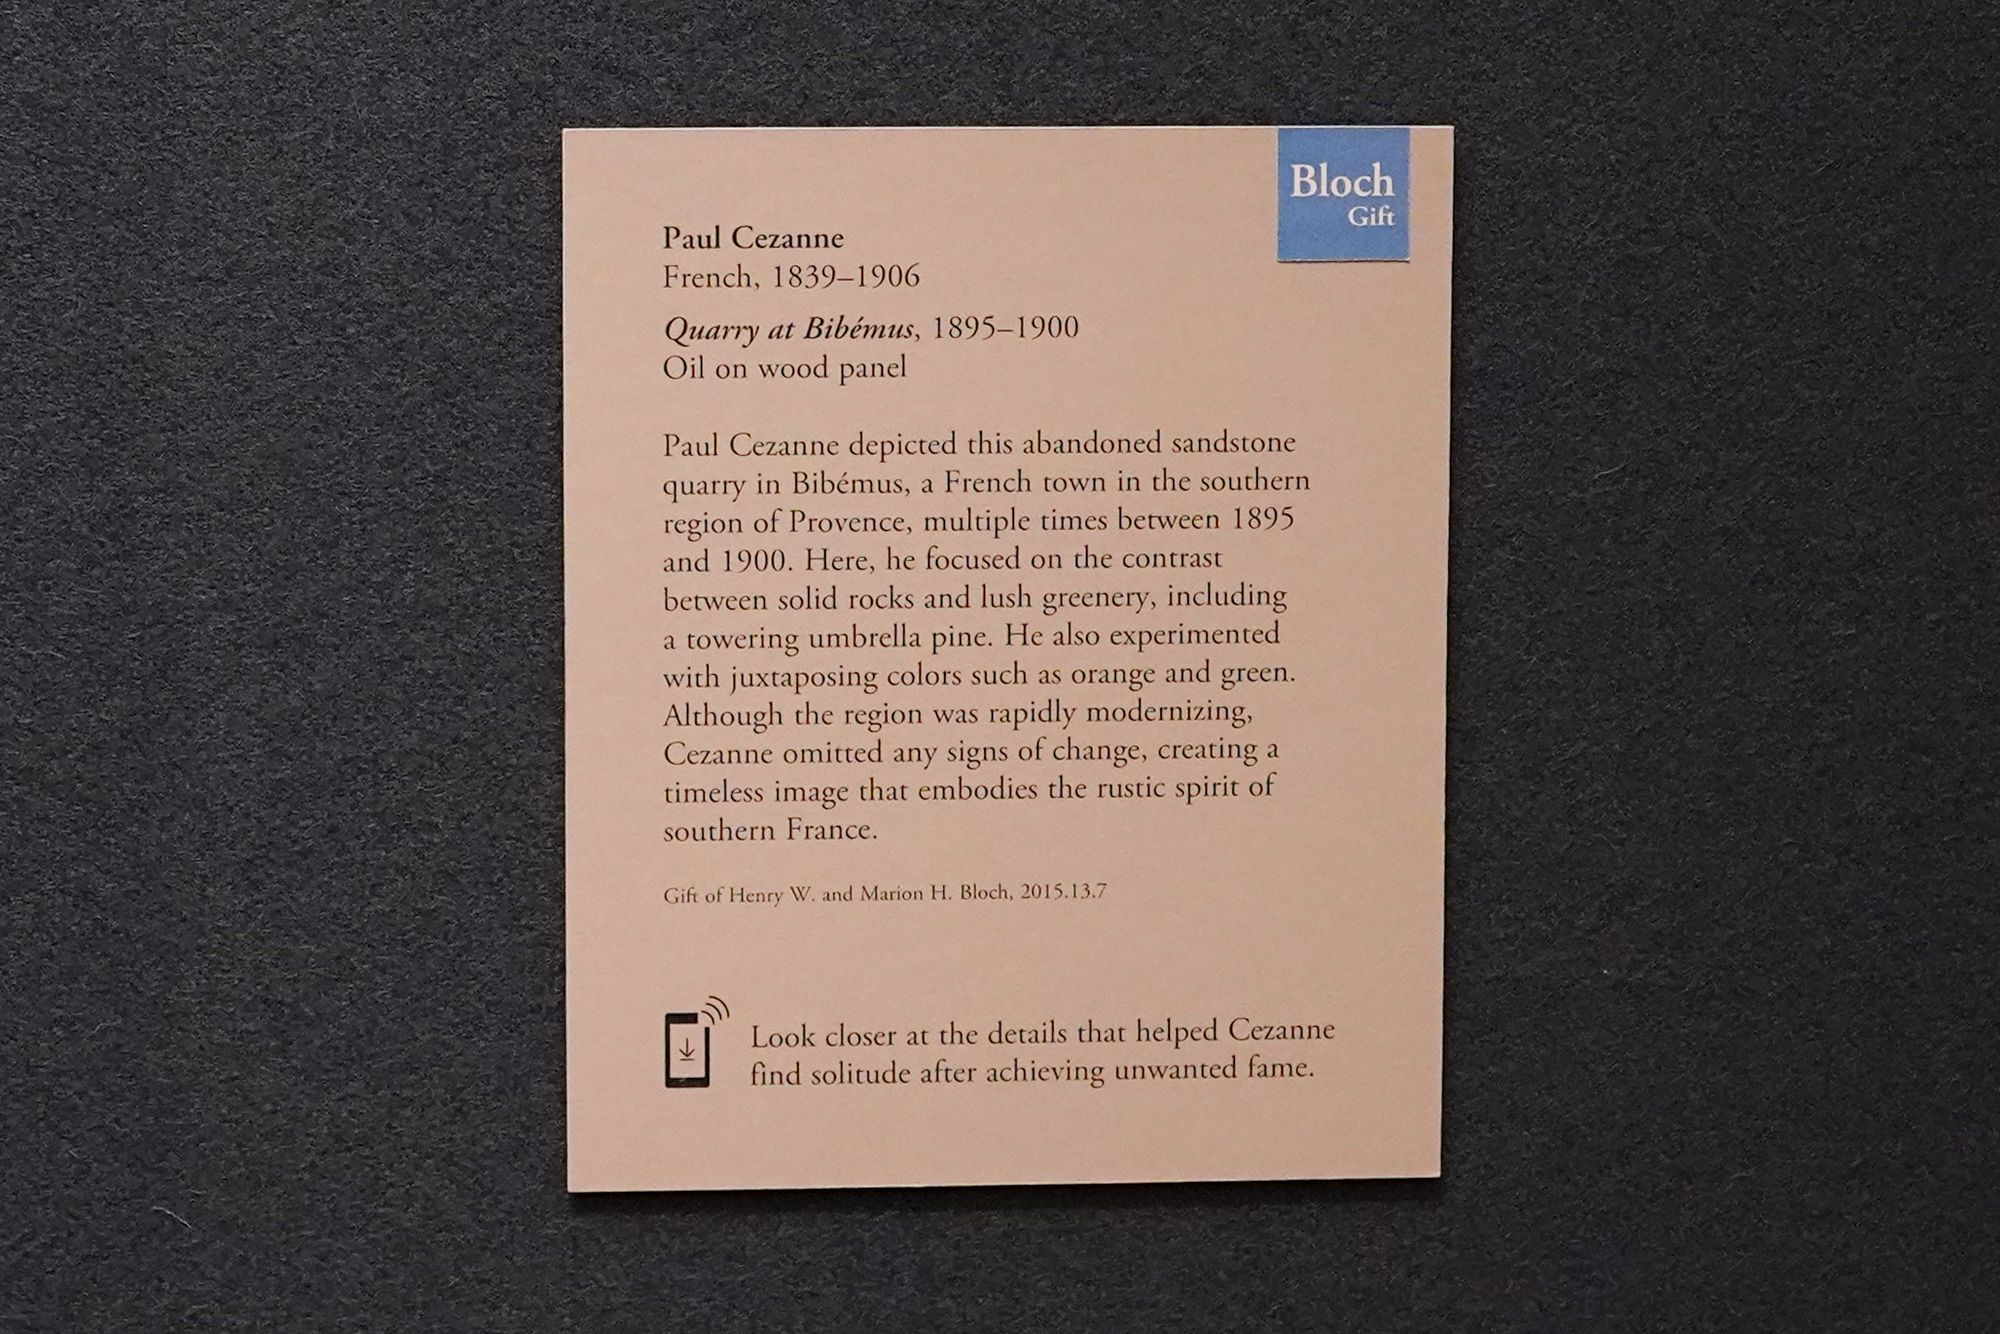 Bloch
Gift
Paul Cezanne
French, 1839–1906
Quarry at Bibémus, 1895–1900
Oil on wood panel
Paul Cezanne depicted this abandoned sandstone
quarry in Bibémus, a French town in the southern
region of Provence, multiple times between 1895
and 1900. Here, he focused on the contrast
between solid rocks and lush greenery, including
a towering umbrella pine. He also experimented
with juxtaposing colors such as orange and green.
Although the region was rapidly modernizing,
Cezanne omitted any signs of change, creating a
timeless image that embodies the rustic spirit of
southern France.
Gift of Henry W. and Marion H. Bloch, 2015.13.7
Look closer at the details that helped Cezanne
find solitude after achieving unwanted fame.